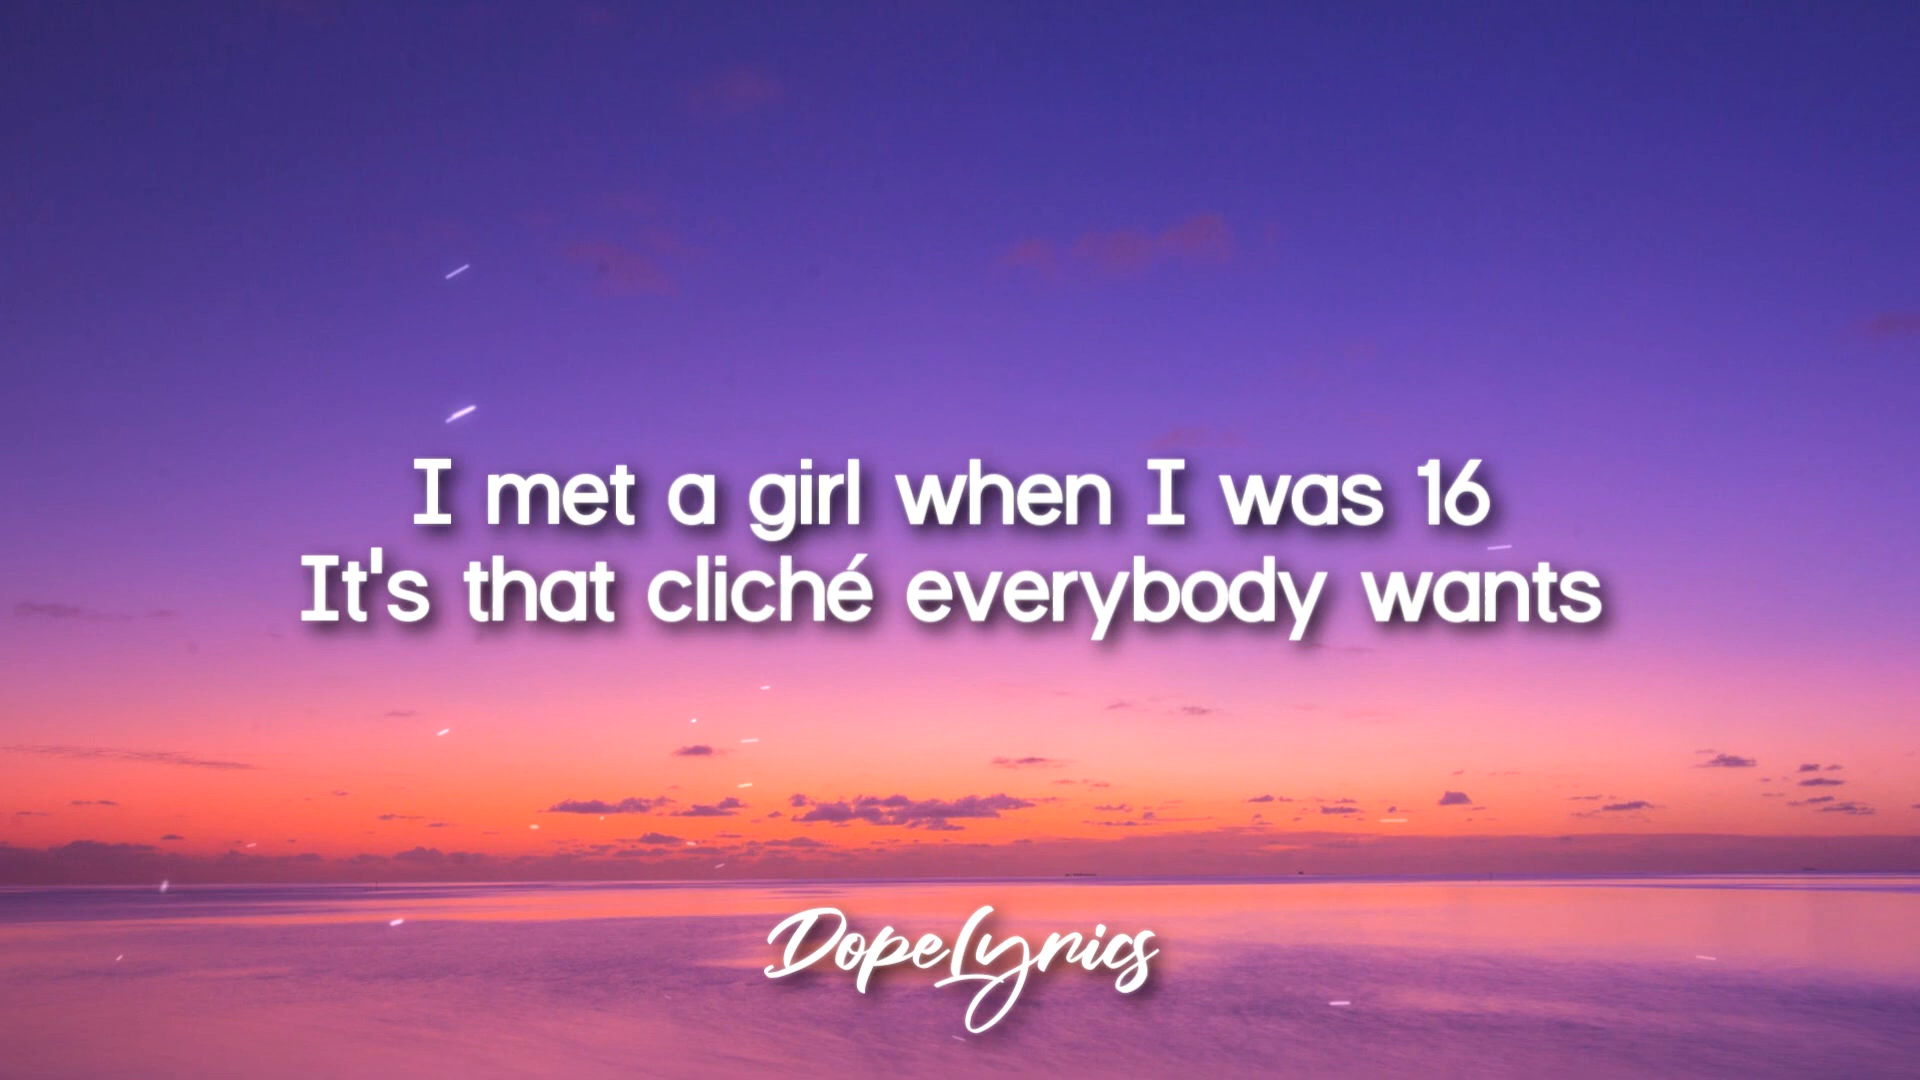 I met a girl when I was 16
It's that cliché everybody wants
DopeLyrics